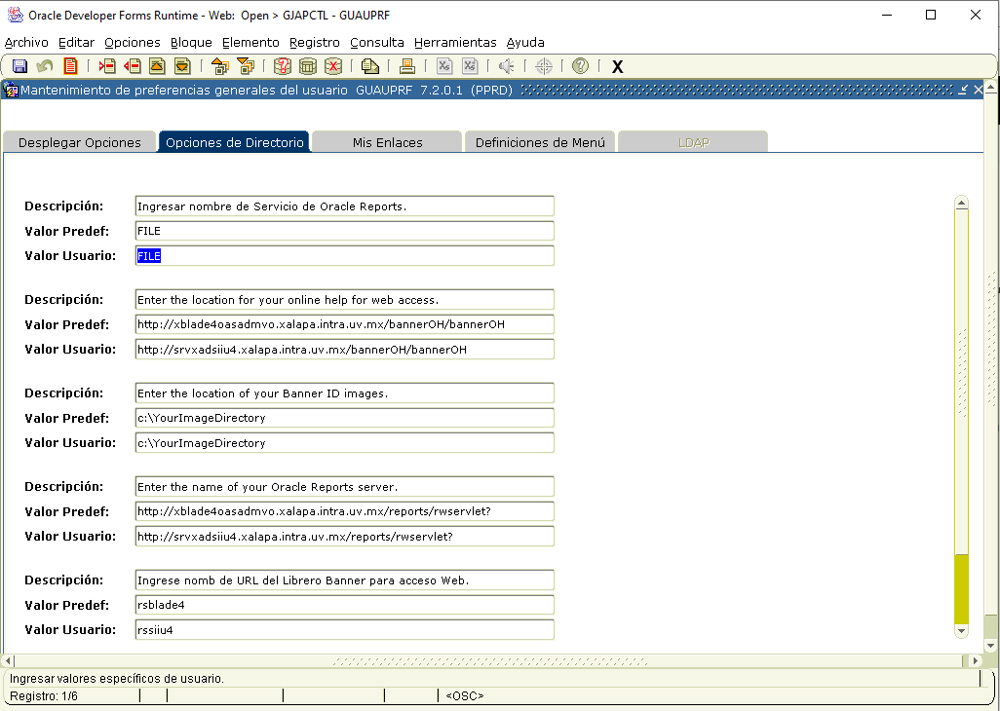 Oracle Developer Forms Runtime - Web: Open > GJAPCTL - GUAUPRF
Archivo Editar Opciones Bloque Elemento Registro Consulta Herramientas Ayuda
X
Mantenimiento de preferencias generales del usuario GUAUPRF 7.2.0.1 (PPRD)
Desplegar Opciones Opciones de Directorio Mis Enlaces Definiciones de Menú LDAP
Descripción: Ingresar nombre de Servicio de Oracle Reports.
Valor Predef: FILE
Valor Usuario: FILE
Descripción: Enter the location for your online help for web access.
Valor Predef: http://xblade4oasadmvo.xalapa.intra.uv.mx/bannerOH/bannerOH
Valor Usuario: http://srvxadsiiu4.xalapa.intra.uv.mx/bannerOH/bannerOH
Descripción: Enter the location of your Banner ID images.
Valor Predef: c:\YourImageDirectory
Valor Usuario: c:\YourImageDirectory
Descripción: Enter the name of your Oracle Reports server.
Valor Predef: http://xblade4oasadmvo.xalapa.intra.uv.mx/reports/rwservlet?
Valor Usuario: http://srvxadsiiu4.xalapa.intra.uv.mx/reports/rwservlet?
Descripción: Ingrese nomb de URL del Librero Banner para acceso Web.
Valor Predef: rsblade4
Valor Usuario: rssiiu4
Ingresar valores específicos de usuario.
Registro: 1/6 <OSC>